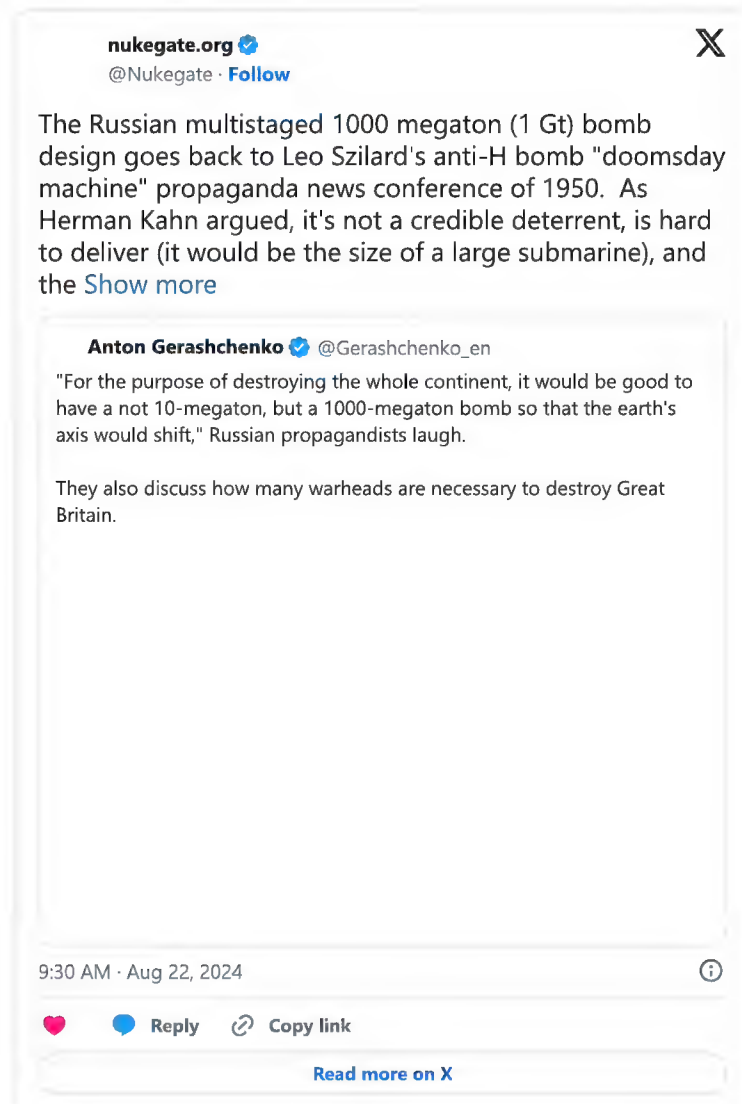 nukegate.org
@Nukegate · Follow
The Russian multistaged 1000 megaton (1 Gt) bomb
design goes back to Leo Szilard's anti-H bomb "doomsday
machine" propaganda news conference of 1950. As
Herman Kahn argued, it's not a credible deterrent, is hard
to deliver (it would be the size of a large submarine), and
the Show more
Anton Gerashchenko @Gerashchenko_en
"For the purpose of destroying the whole continent, it would be good to
have a not 10-megaton, but a 1000-megaton bomb so that the earth's
axis would shift," Russian propagandists laugh.
They also discuss how many warheads are necessary to destroy Great
Britain.
9:30 AM · Aug 22, 2024
Reply Copy link
Read more on X